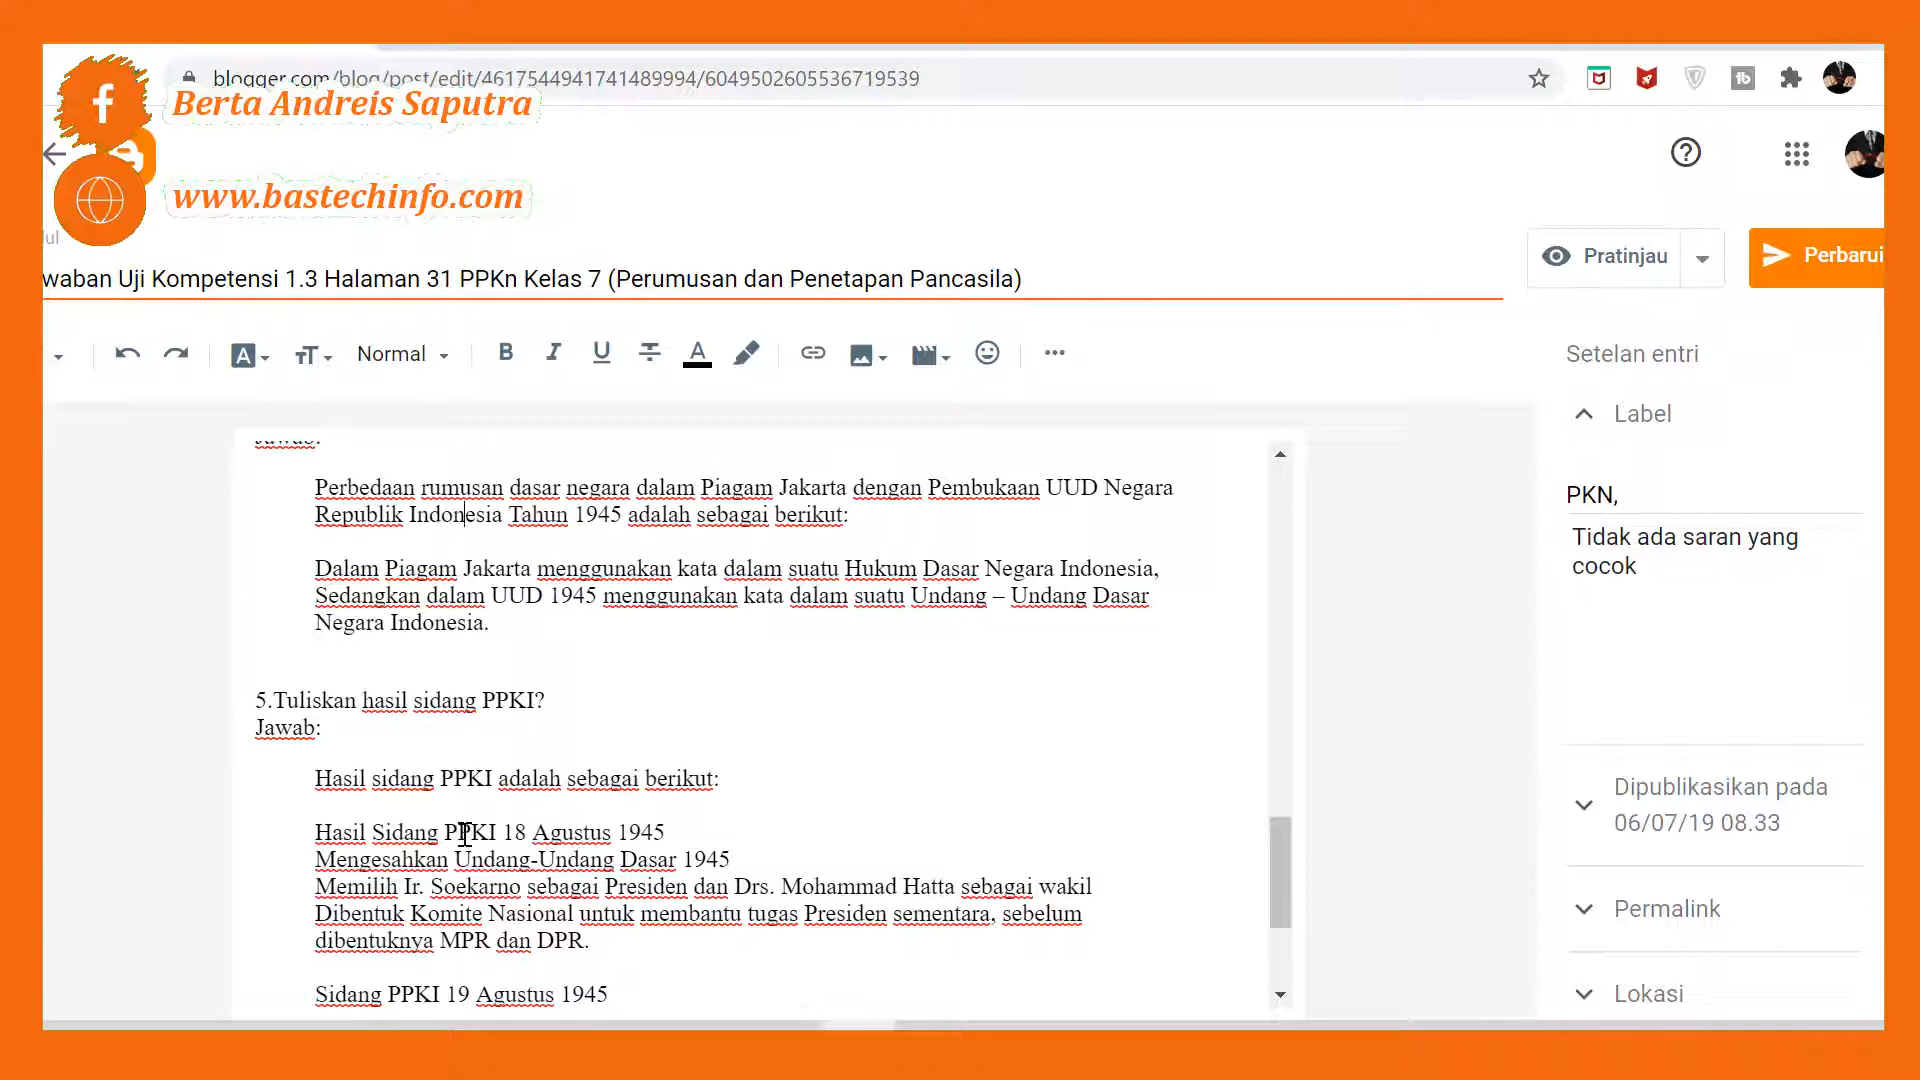 blogger.com/blog/post/edit/4617544941741489994/6049502605536719539
Berta Andreis Saputra
www.bastechinfo.com
ul
waban Uji Kompetensi 1.3 Halaman 31 PPKn Kelas 7 (Perumusan dan Penetapan Pancasila)
Pratinjau
Perbarui
Normal
Setelan entri
Label
PKN,
Tidak ada saran yang
cocok
Dipublikasikan pada
06/07/19 08.33
Permalink
Lokasi
Jawab:
Perbedaan rumusan dasar negara dalam Piagam Jakarta dengan Pembukaan UUD Negara
Republik Indonesia Tahun 1945 adalah sebagai berikut:
Dalam Piagam Jakarta menggunakan kata dalam suatu Hukum Dasar Negara Indonesia,
Sedangkan dalam UUD 1945 menggunakan kata dalam suatu Undang – Undang Dasar
Negara Indonesia.
5.Tuliskan hasil sidang PPKI?
Jawab:
Hasil sidang PPKI adalah sebagai berikut:
Hasil Sidang PPKI 18 Agustus 1945
Mengesahkan Undang-Undang Dasar 1945
Memilih Ir. Soekarno sebagai Presiden dan Drs. Mohammad Hatta sebagai wakil
Dibentuk Komite Nasional untuk membantu tugas Presiden sementara, sebelum
dibentuknya MPR dan DPR.
Sidang PPKI 19 Agustus 1945